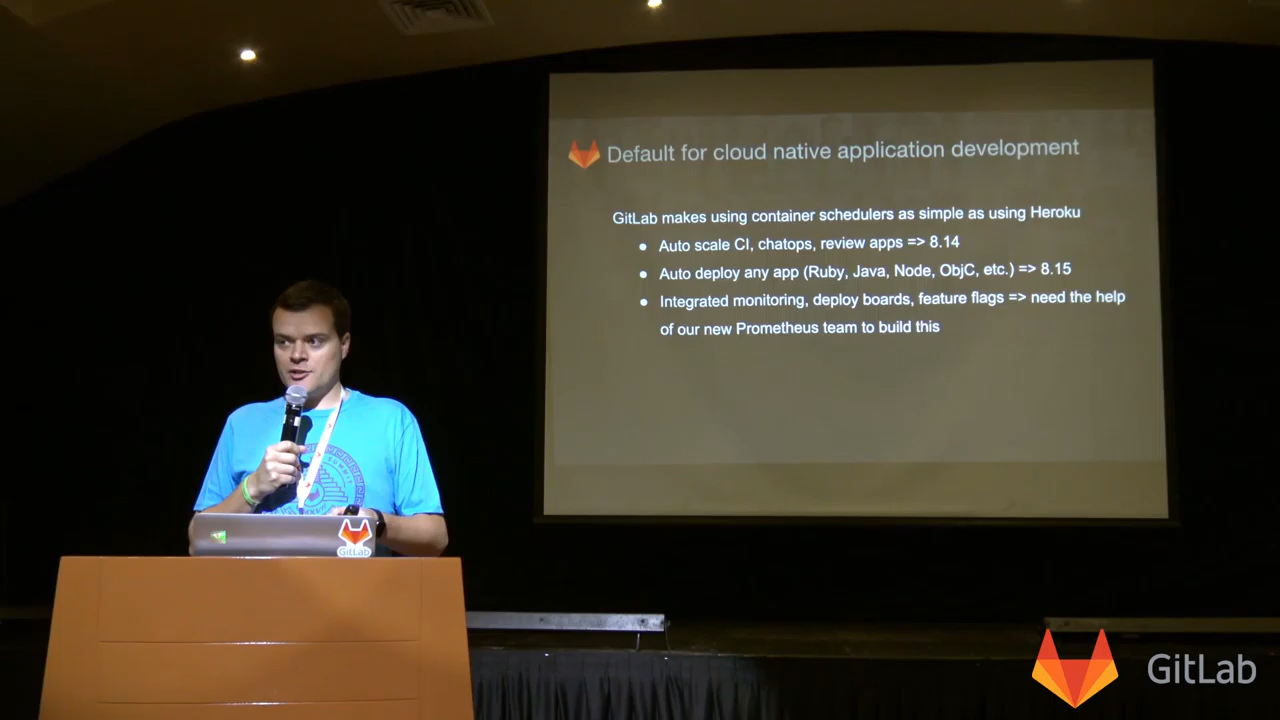 Default for cloud native application development
GitLab makes using container schedulers as simple as using Heroku
● Auto scale CI, chatops, review apps => 8.14
● Auto deploy any app (Ruby, Java, Node, ObjC, etc.) => 8.15
● Integrated monitoring, deploy boards, feature flags => need the help
of our new Prometheus team to build this
GitLab
GitLab